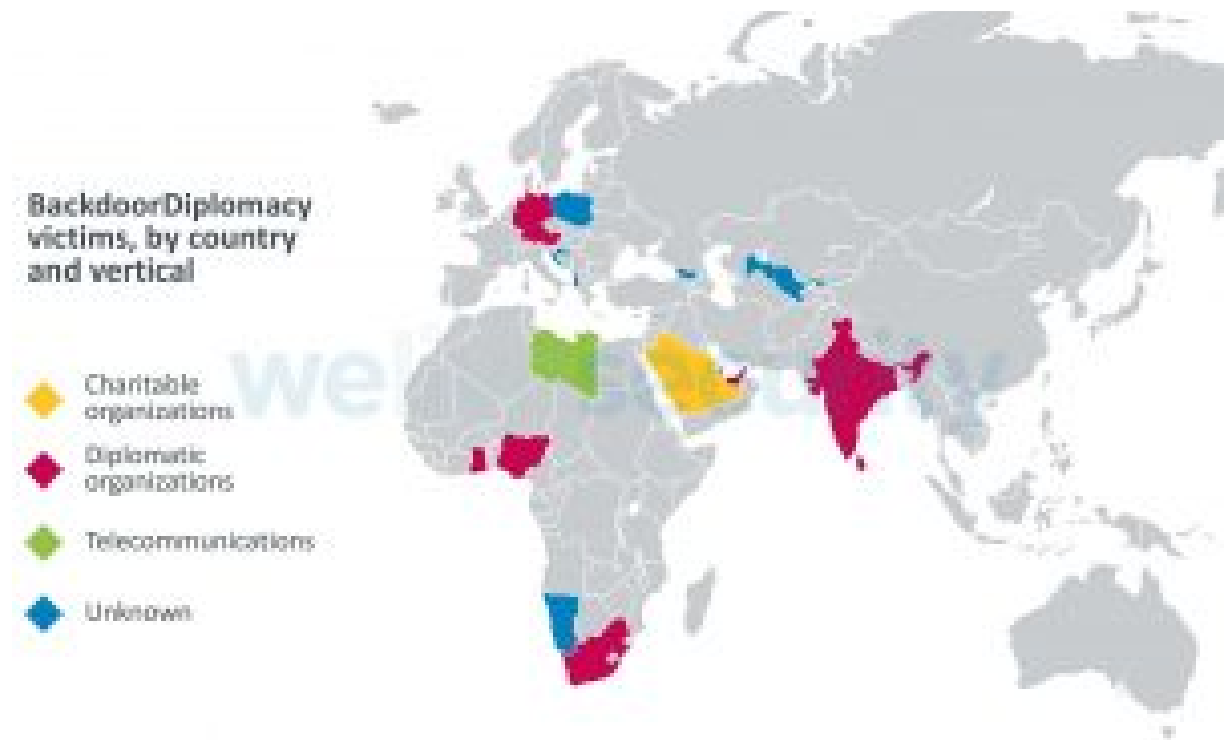 BackdoorDiplomacy
victims, by country
and vertical
Charitable
organizations
Diplomatic
organizations
Telecommunications
Unknown